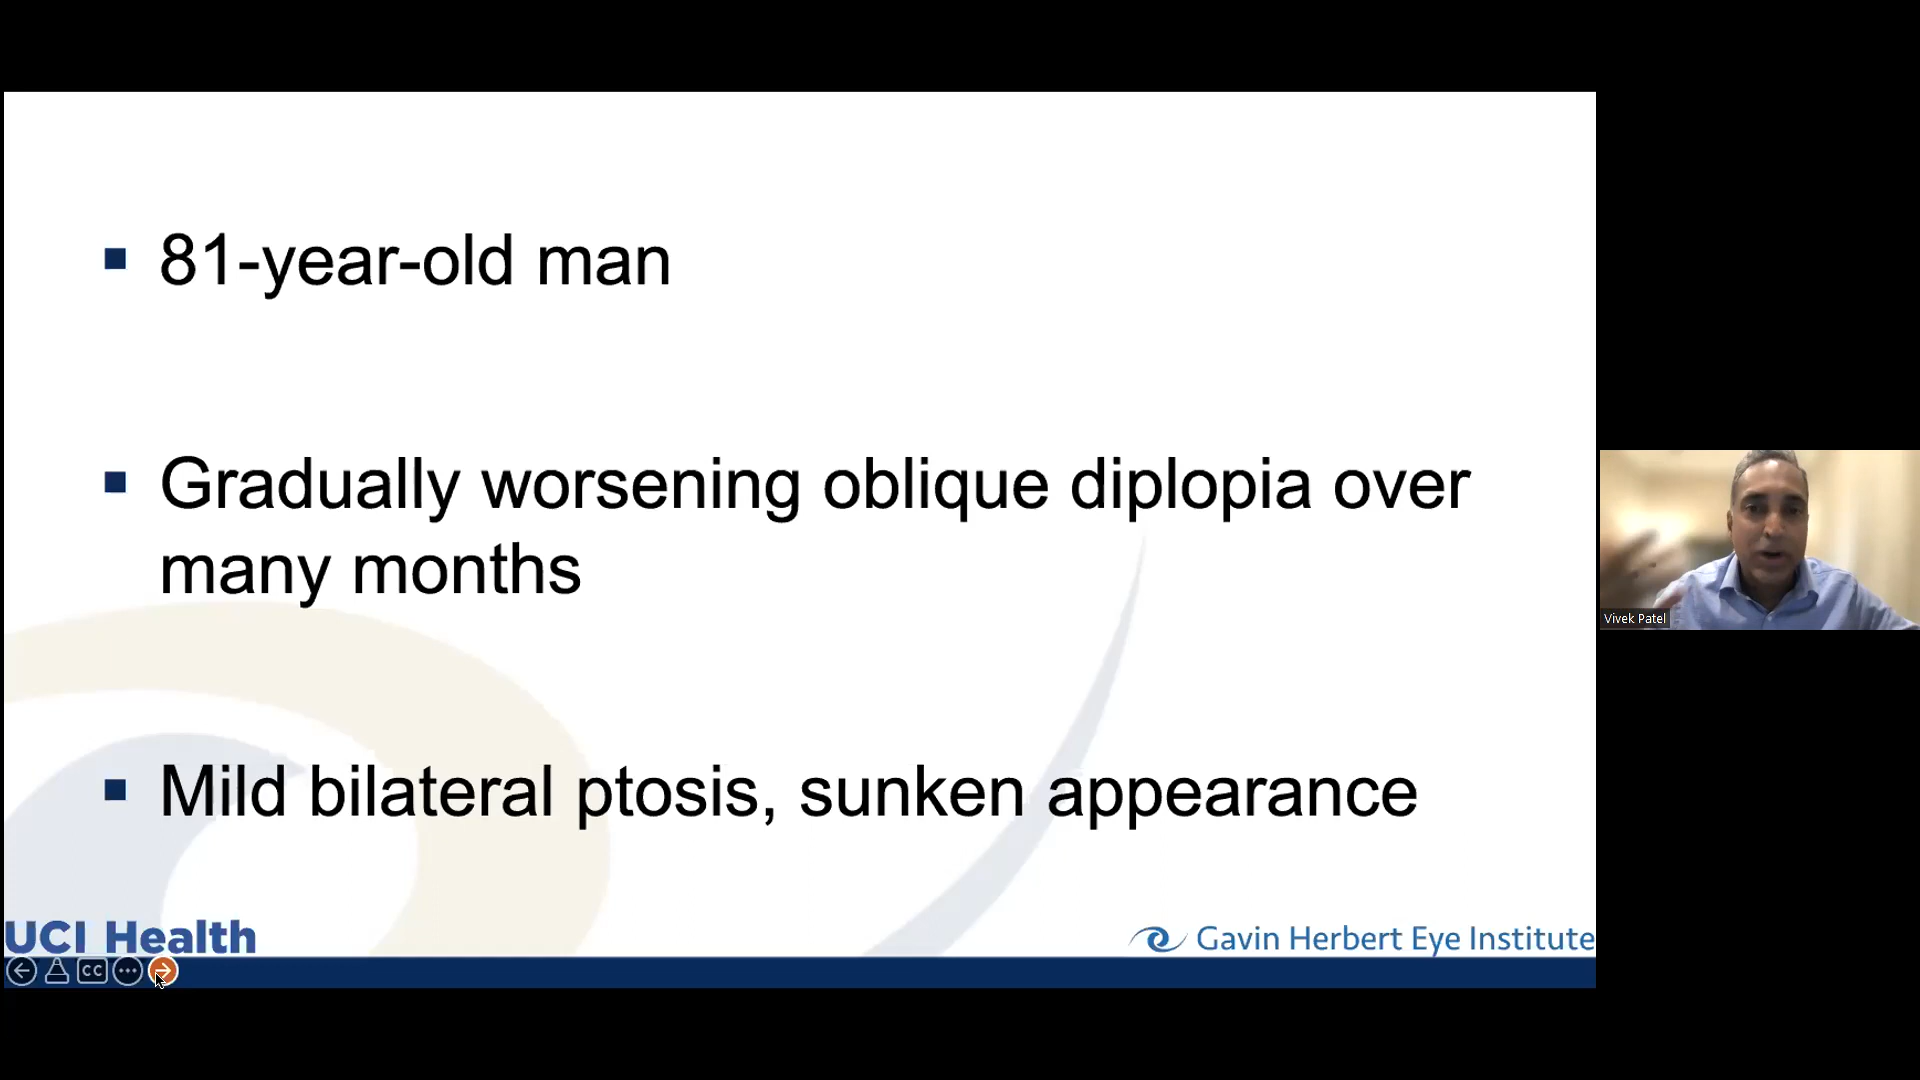 81-year-old man
Gradually worsening oblique diplopia over
many months
Mild bilateral ptosis, sunken appearance
UCI Health
Gavin Herbert Eye Institute
CC
Vivek Patel